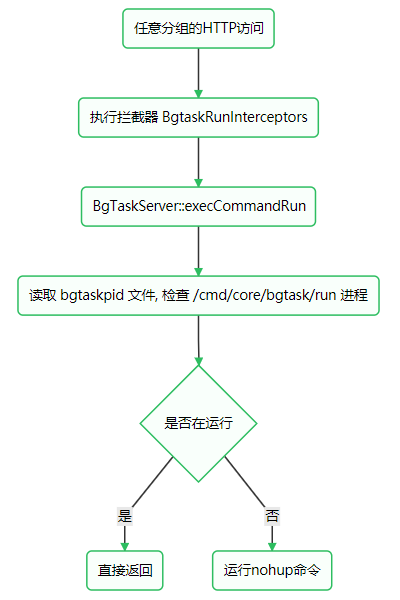 任意分组的HTTP访问
执行拦截器 BgtaskRunInterceptors
BgTaskServer::execCommandRun
读取 bgtaskpid 文件, 检查 /cmd/core/bgtask/run 进程
是否在运行
是
否
直接返回
运行nohup命令